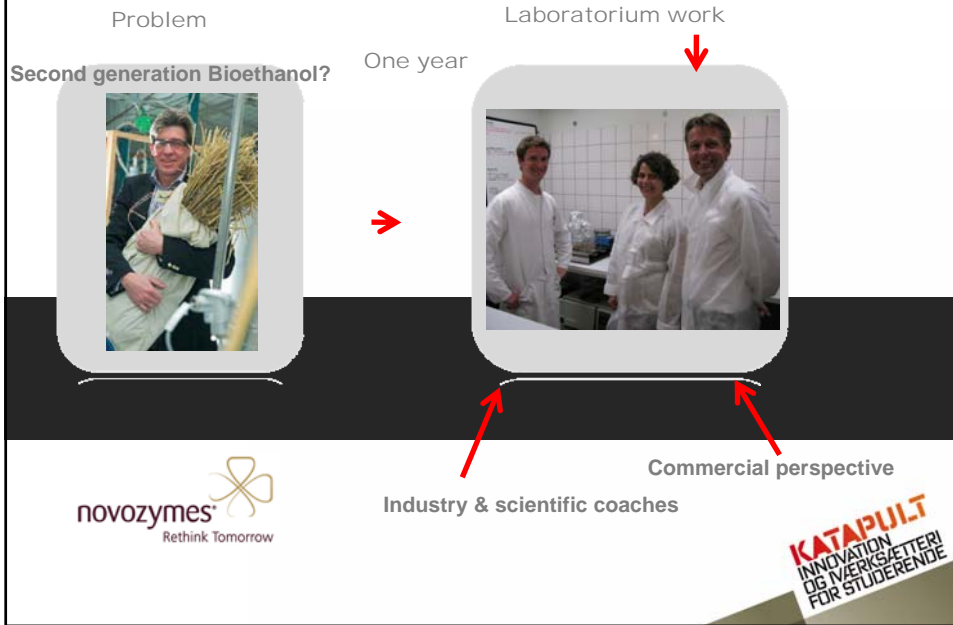 Problem
Laboratorium work
One year
Second generation Bioethanol?
Commercial perspective
Industry & scientific coaches
novozymes
Rethink Tomorrow
KATAPULT
INNOVATION
OG IVÆRKSÆTTERI
FOR STUDERENDE